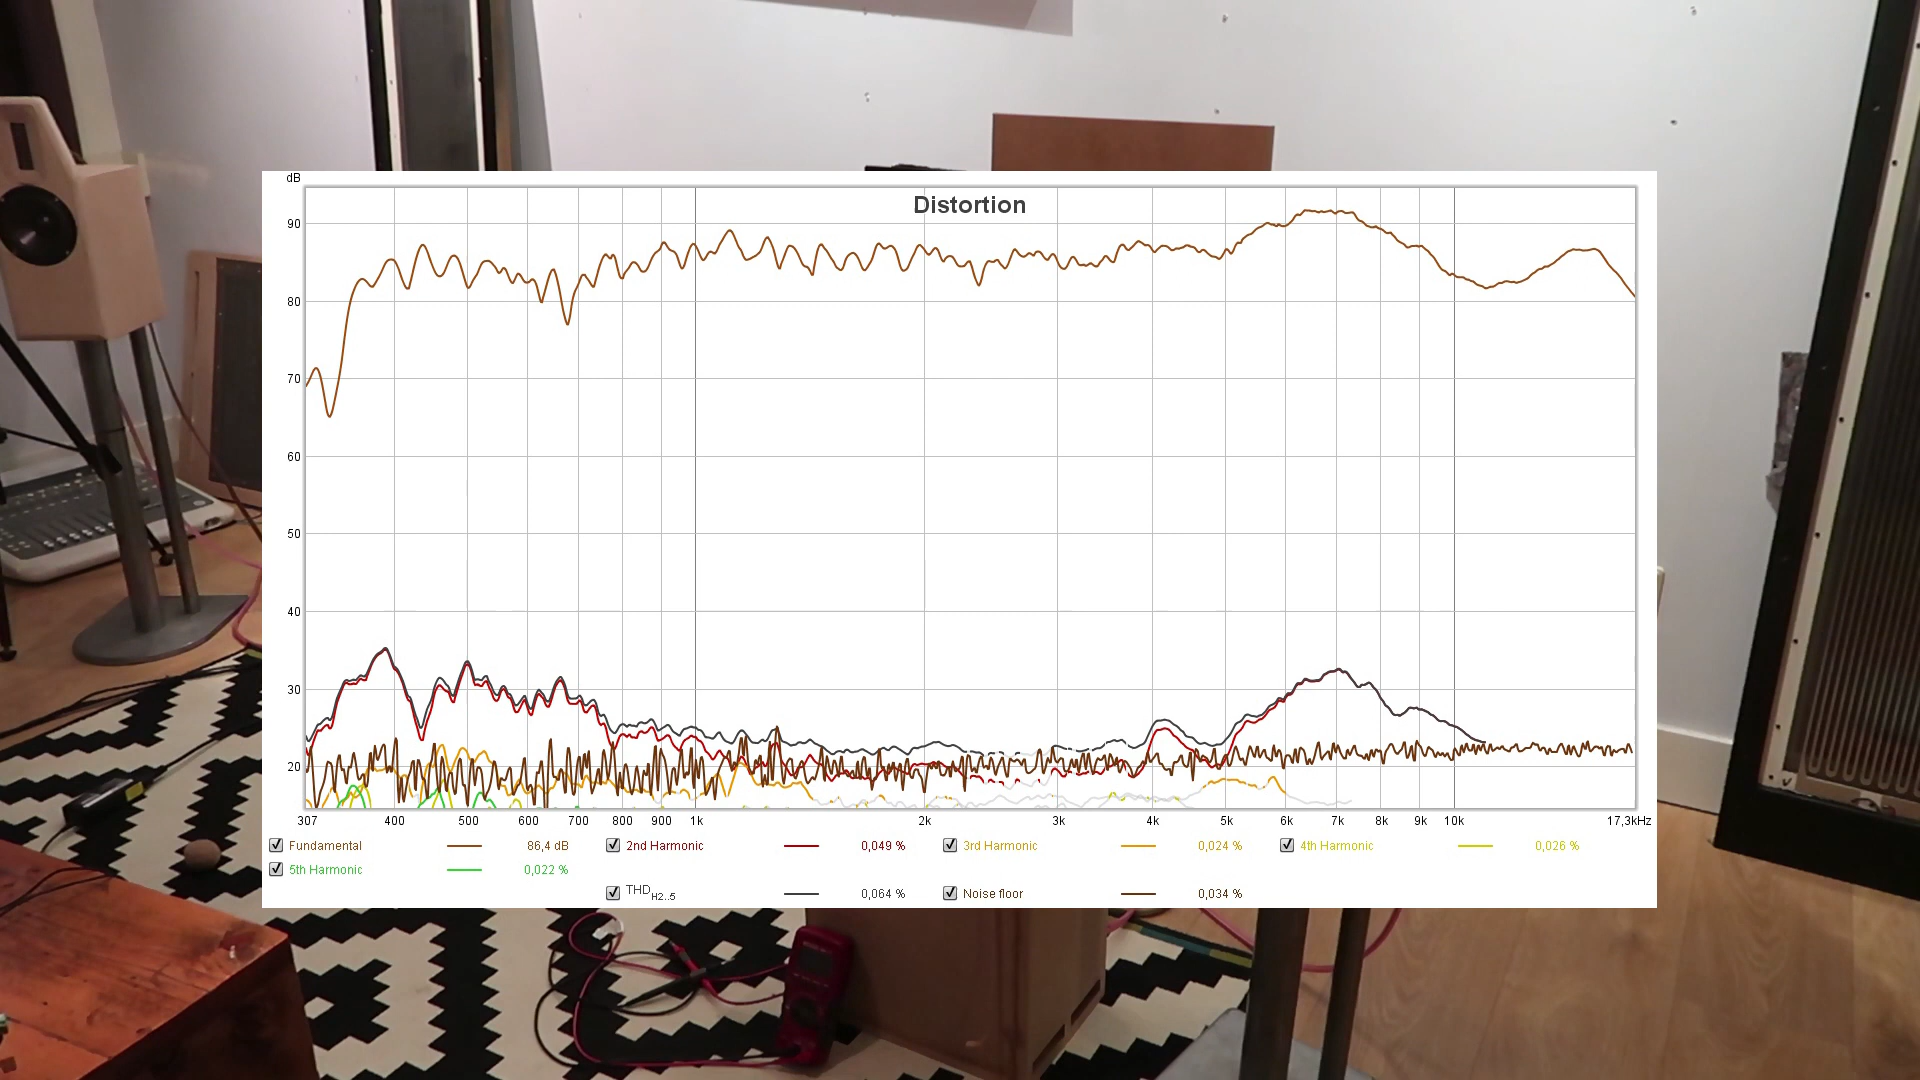 dB
Distortion
90
80
70
60
50
40
30
20
307 400 500 600 700 800 900 1k 2k 3k 4k 5k 6k 7k 8k 9k 10k 17,3kHz
Fundamental 86,4 dB 2nd Harmonic 0,049 % 3rd Harmonic 0,024 % 4th Harmonic 0,026 %
5th Harmonic 0,022 %
THD H2..5 0,064 % Noise floor 0,034 %